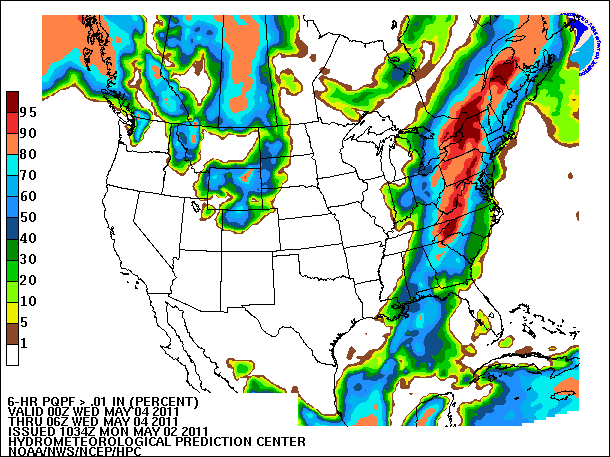 95
90
80
70
60
50
40
30
20
10
5
1
6-HR PQPF > .01 IN (PERCENT)
VALID 00Z WED MAY 04 2011
THRU 06Z WED MAY 04 2011
ISSUED 1034Z MON MAY 02 2011
HYDROMETEOROLOGICAL PREDICTION CENTER
NOAA/NWS/NCEP/HPC